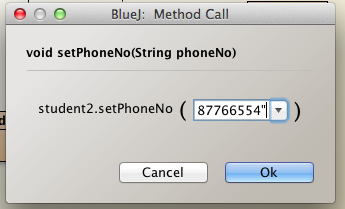 BlueJ: Method Call
void setPhoneNo(String phoneNo)
student2.setPhoneNo ( 87766554" )
Cancel Ok